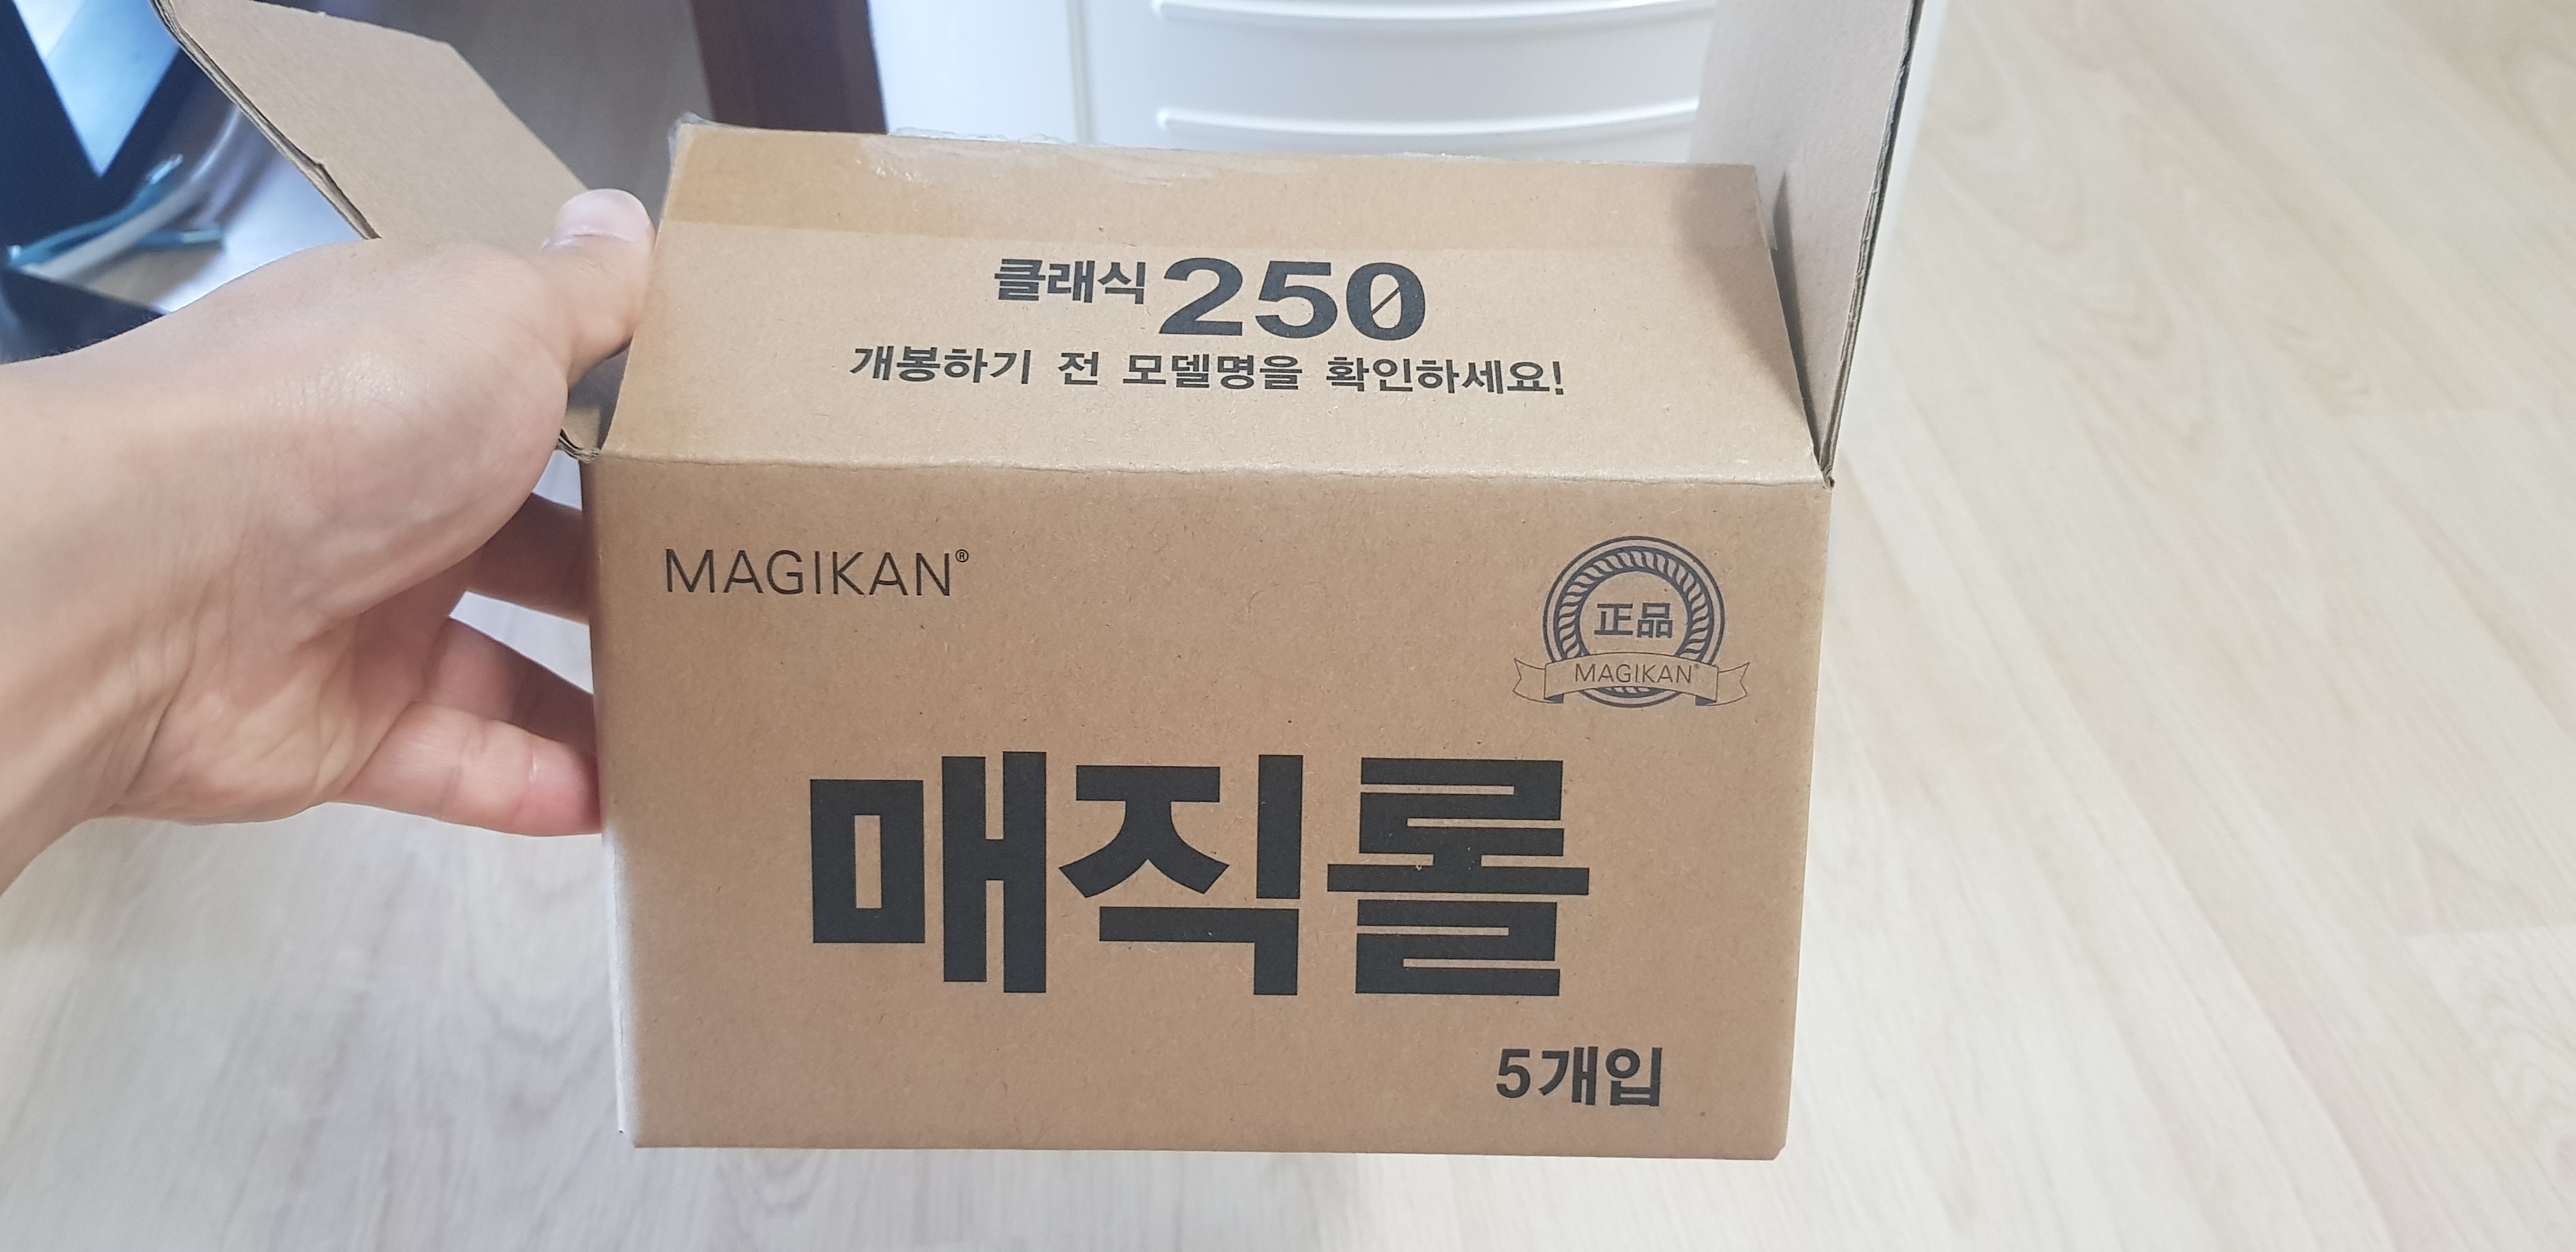 클래식 250
개봉하기 전 모델명을 확인하세요!
MAGIKAN®
正品
MAGIKAN®
매직롤
5개입